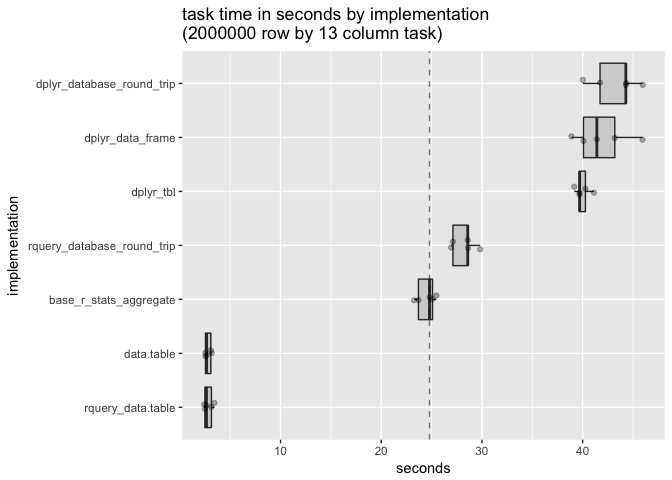 task time in seconds by implementation
(2000000 row by 13 column task)
dplyr_database_round_trip
dplyr_data_frame
dplyr_tbl
rquery_database_round_trip
base_r_stats_aggregate
data.table
rquery_data.table
implementation
10 20 30 40
seconds